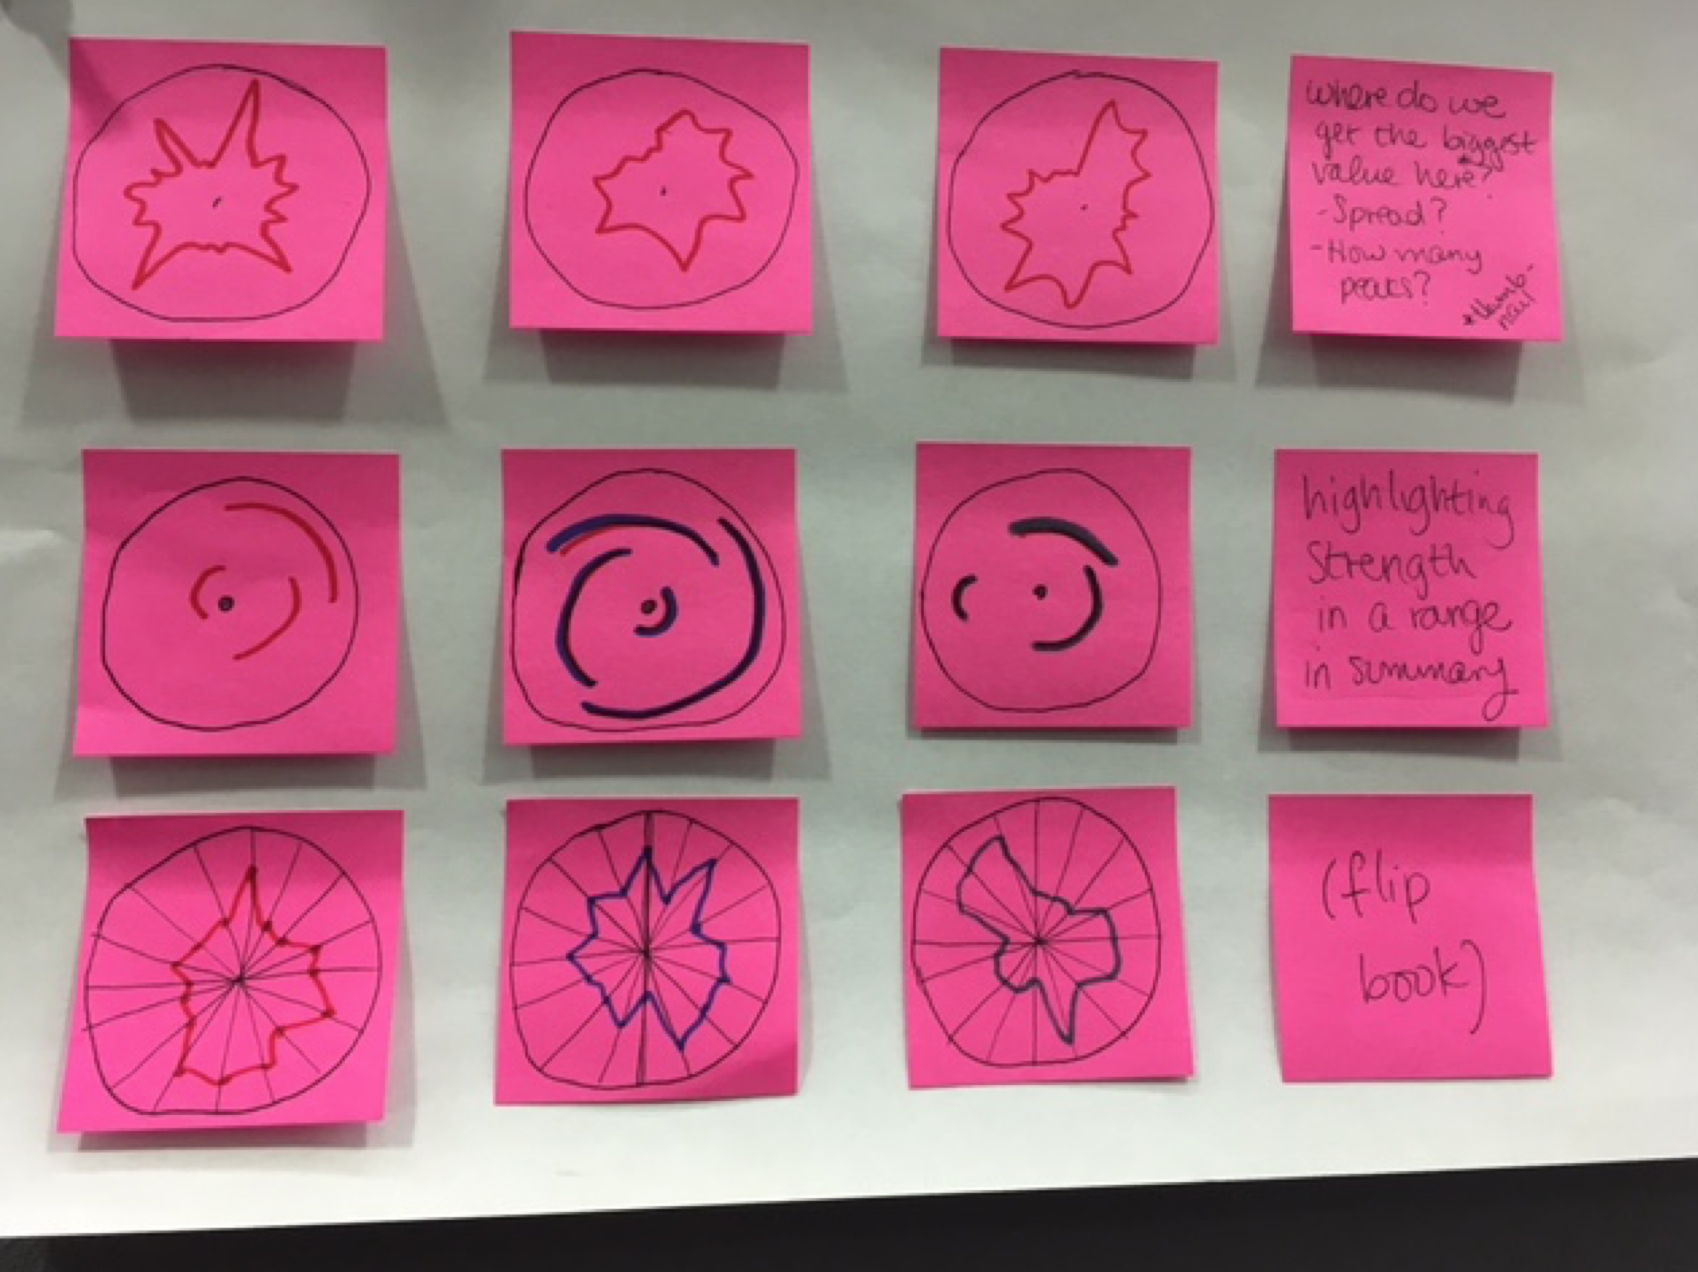 where do we
get the biggest
value here?
- Spread?
- How many
peaks?
*thumb-
nail
highlighting
strength
in a range
in summary
(flip
book)